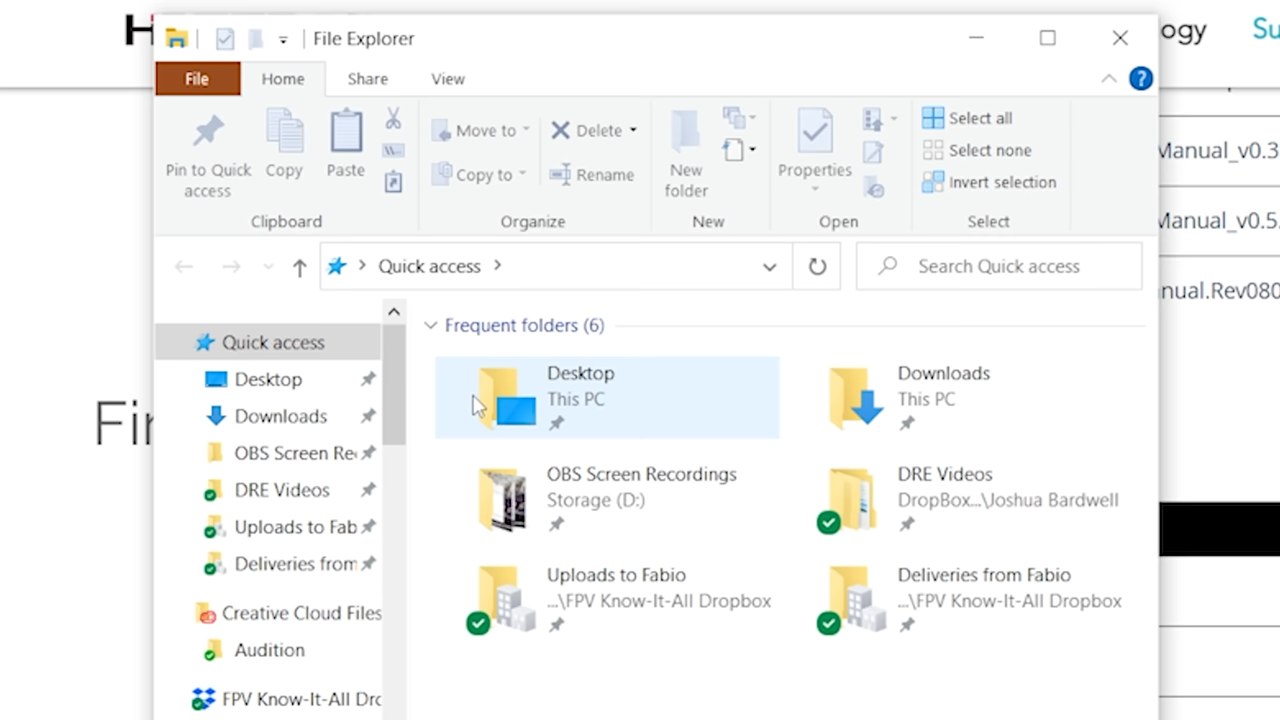 File Explorer
ogy
Su
File
Home
Share
View
Pin to Quick
access
Copy
Paste
Clipboard
Move to
Copy to
Delete
Rename
Organize
New
folder
New
Properties
Open
Select all
Select none
Invert selection
Select
Manual_v0.3
Manual_v0.5.
nual.Rev080
Quick access
Search Quick access
Quick access
Desktop
Downloads
OBS Screen Re
DRE Videos
Uploads to Fab
Deliveries from
Creative Cloud Files
Audition
FPV Know-It-All Dro
Frequent folders (6)
Desktop
This PC
Downloads
This PC
OBS Screen Recordings
Storage (D:)
DRE Videos
DropBox...\Joshua Bardwell
Uploads to Fabio
...\FPV Know-It-All Dropbox
Deliveries from Fabio
...\FPV Know-It-All Dropbox
Fir